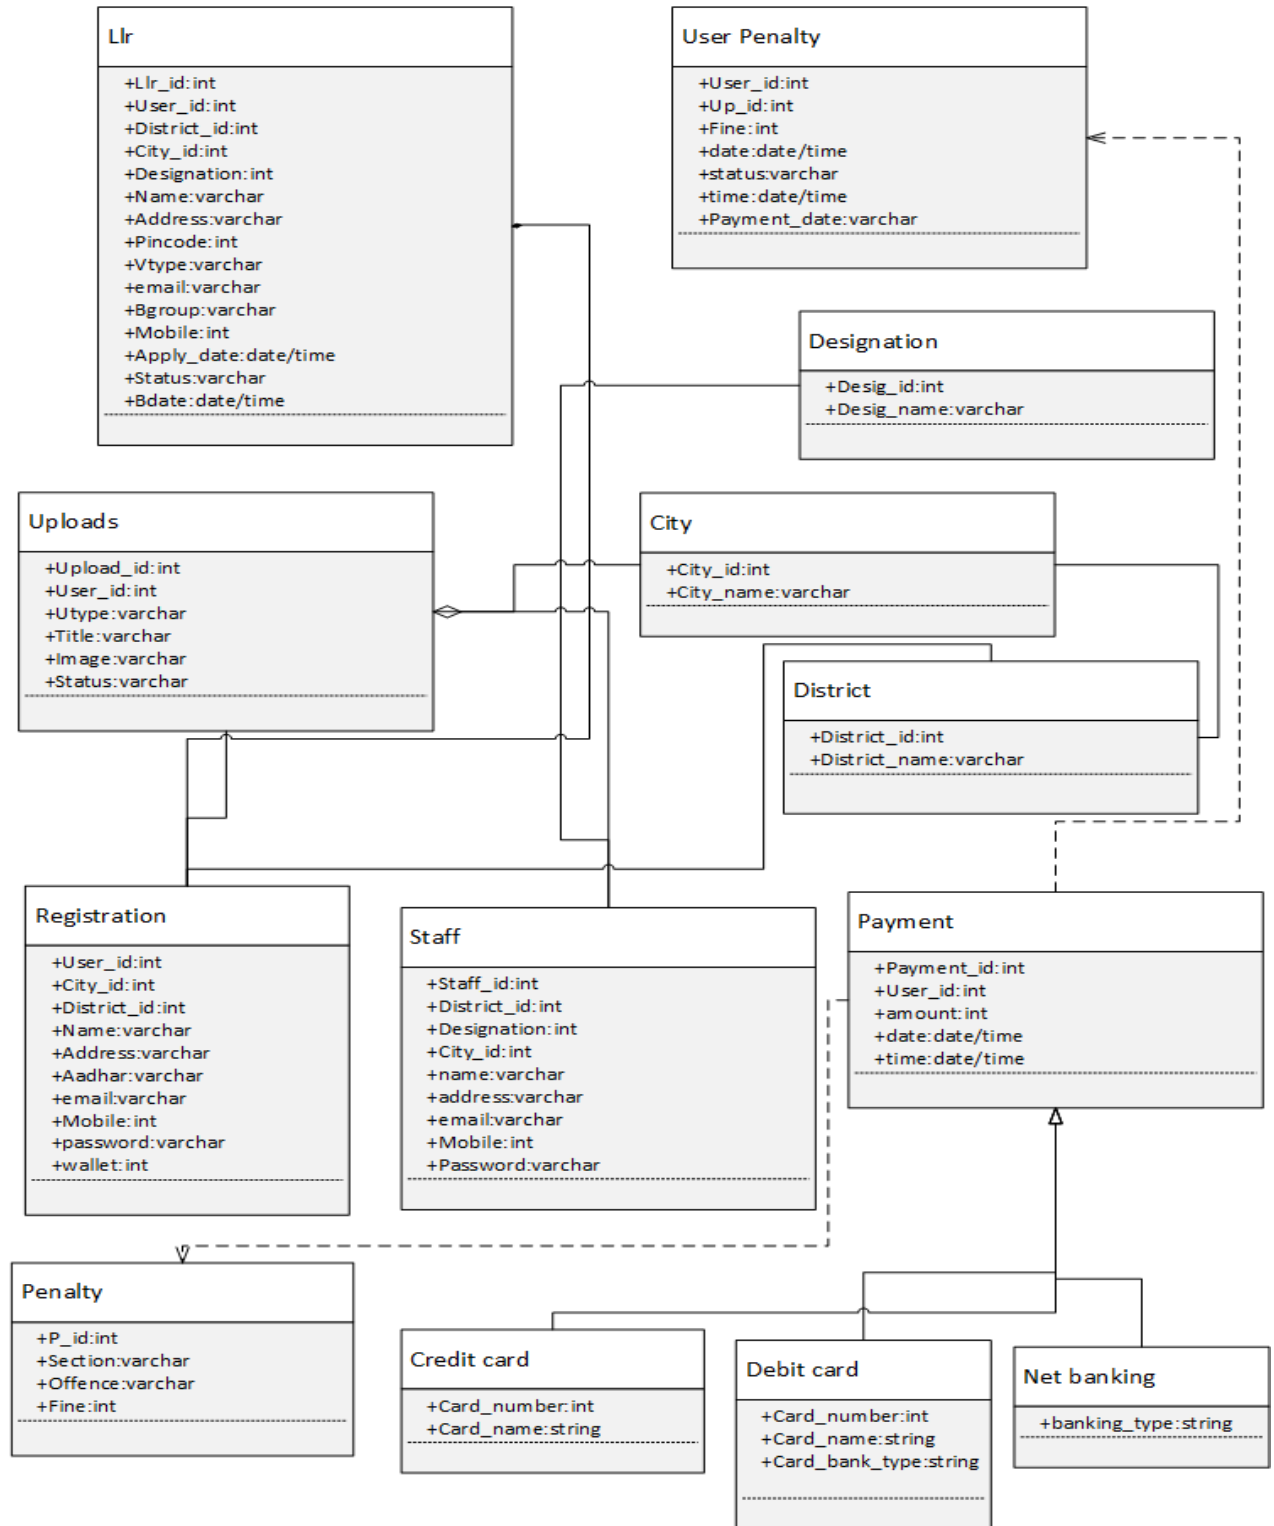 Llr
+Llr_id:int
+User_id:int
+District_id:int
+City_id:int
+Designation:int
+Name:varchar
+Address:varchar
+Pincode:int
+Vtype:varchar
+email:varchar
+Bgroup:varchar
+Mobile:int
+Apply_date:date/time
+Status:varchar
+Bdate:date/time
User Penalty
+User_id:int
+Up_id:int
+Fine:int
+date:date/time
+status:varchar
+time:date/time
+Payment_date:varchar
Designation
+Desig_id:int
+Desig_name:varchar
Uploads
+Upload_id:int
+User_id:int
+Utype:varchar
+Title:varchar
+Image:varchar
+Status:varchar
City
+City_id:int
+City_name:varchar
District
+District_id:int
+District_name:varchar
Registration
+User_id:int
+City_id:int
+District_id:int
+Name:varchar
+Address:varchar
+Aadhar:varchar
+email:varchar
+Mobile:int
+password:varchar
+wallet:int
Staff
+Staff_id:int
+District_id:int
+Designation:int
+City_id:int
+name:varchar
+address:varchar
+email:varchar
+Mobile:int
+Password:varchar
Payment
+Payment_id:int
+User_id:int
+amount:int
+date:date/time
+time:date/time
Penalty
+P_id:int
+Section:varchar
+Offence:varchar
+Fine:int
Credit card
+Card_number:int
+Card_name:string
Debit card
+Card_number:int
+Card_name:string
+Card_bank_type:string
Net banking
+banking_type:string